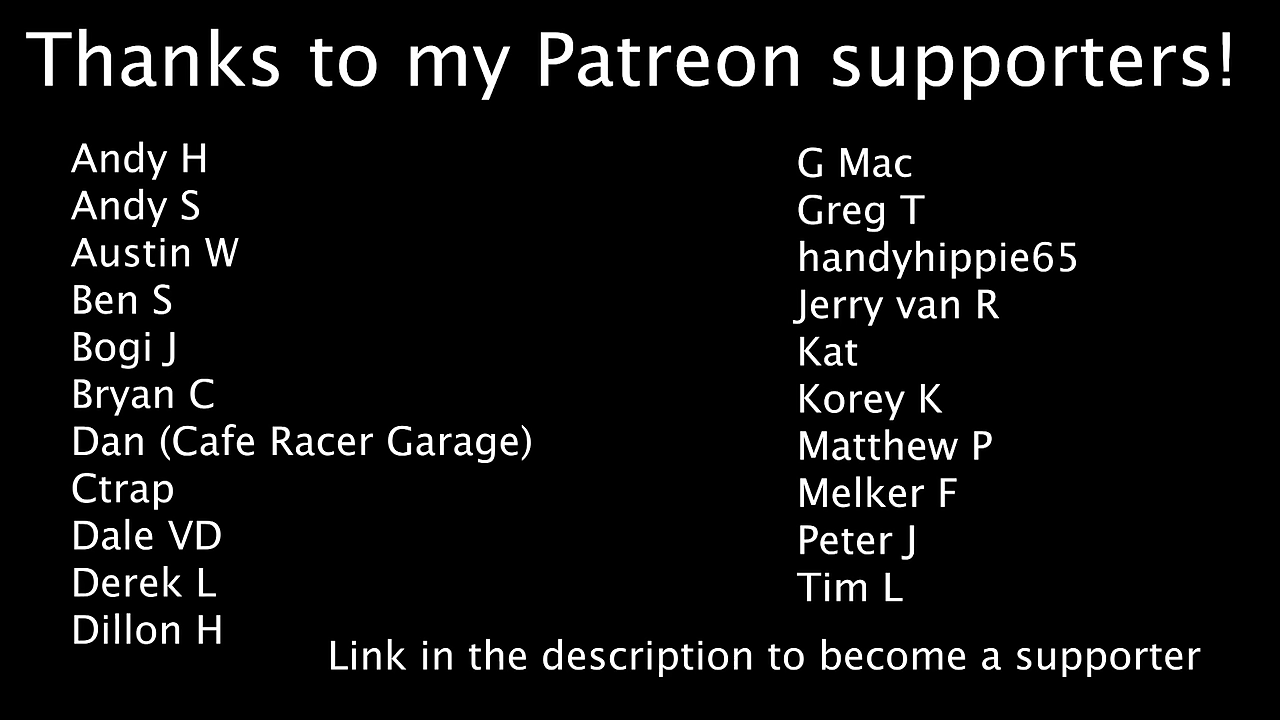 Thanks to my Patreon supporters!
Andy H
Andy S
Austin W
Ben S
Bogi J
Bryan C
Dan (Cafe Racer Garage)
Ctrap
Dale VD
Derek L
Dillon H
G Mac
Greg T
handyhippie65
Jerry van R
Kat
Korey K
Matthew P
Melker F
Peter J
Tim L
Link in the description to become a supporter